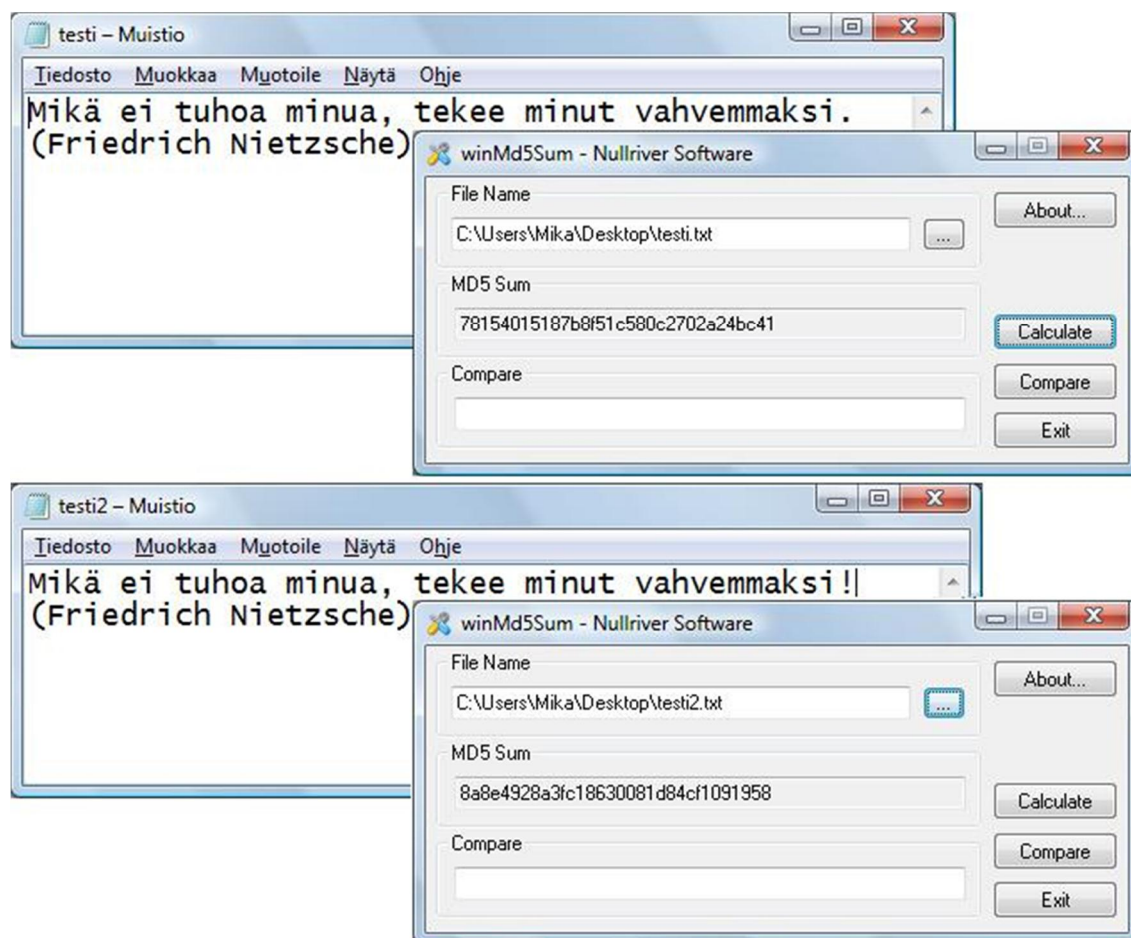 testi – Muistio
Tiedosto Muokkaa Muotoile Näytä Ohje
Mikä ei tuhoa minua, tekee minut vahvemmaksi.
(Friedrich Nietzsche)
winMd5Sum - Nullriver Software
File Name
About...
C:\Users\Mika\Desktop\testi.txt
...
MD5 Sum
78154015187b8f51c580c2702a24bc41
Calculate
Compare
Compare
Exit
testi2 – Muistio
Tiedosto Muokkaa Muotoile Näytä Ohje
Mikä ei tuhoa minua, tekee minut vahvemmaksi!
(Friedrich Nietzsche)
winMd5Sum - Nullriver Software
File Name
About...
C:\Users\Mika\Desktop\testi2.txt
...
MD5 Sum
8a8e4928a3fc18630081d84cf1091958
Calculate
Compare
Compare
Exit